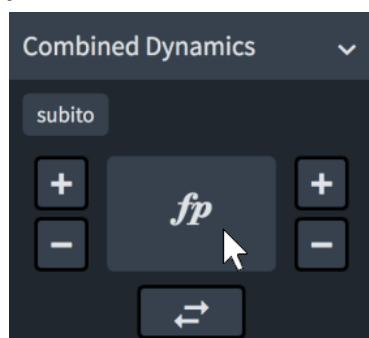 Combined Dynamics
subito
+ fp +
− −